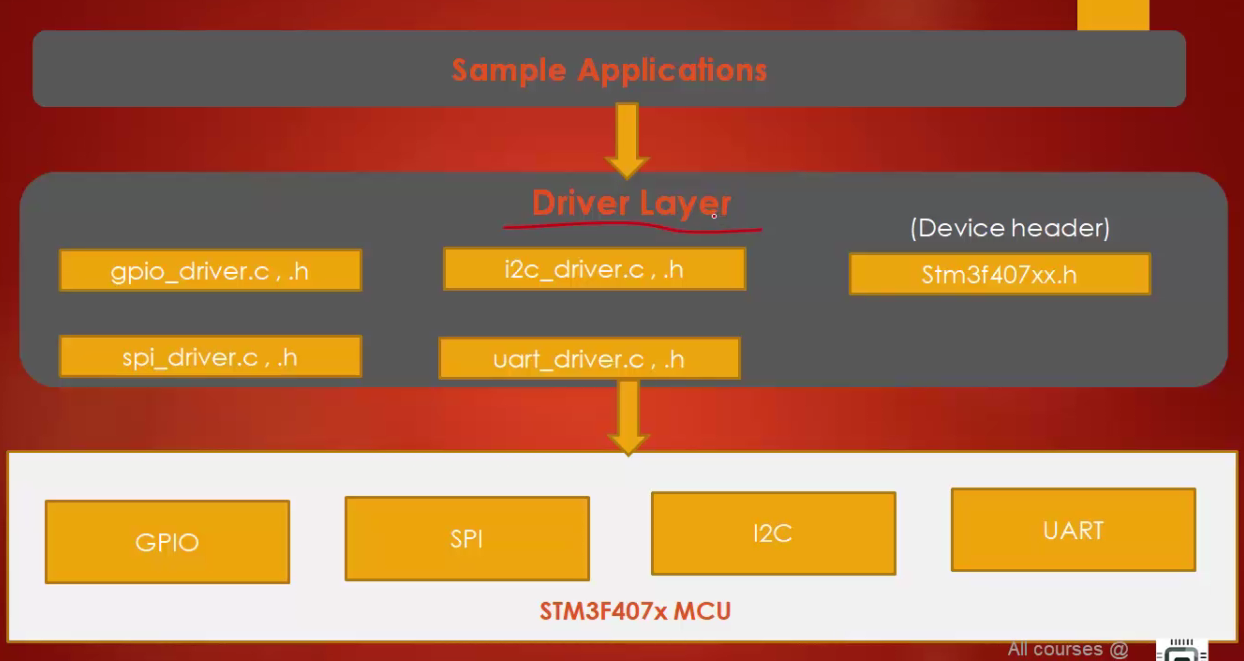 Sample Applications
Driver Layer
(Device header)
gpio_driver.c , .h
i2c_driver.c , .h
Stm3f407xx.h
spi_driver.c , .h
uart_driver.c , .h
GPIO
SPI
I2C
UART
STM3F407x MCU
All courses @